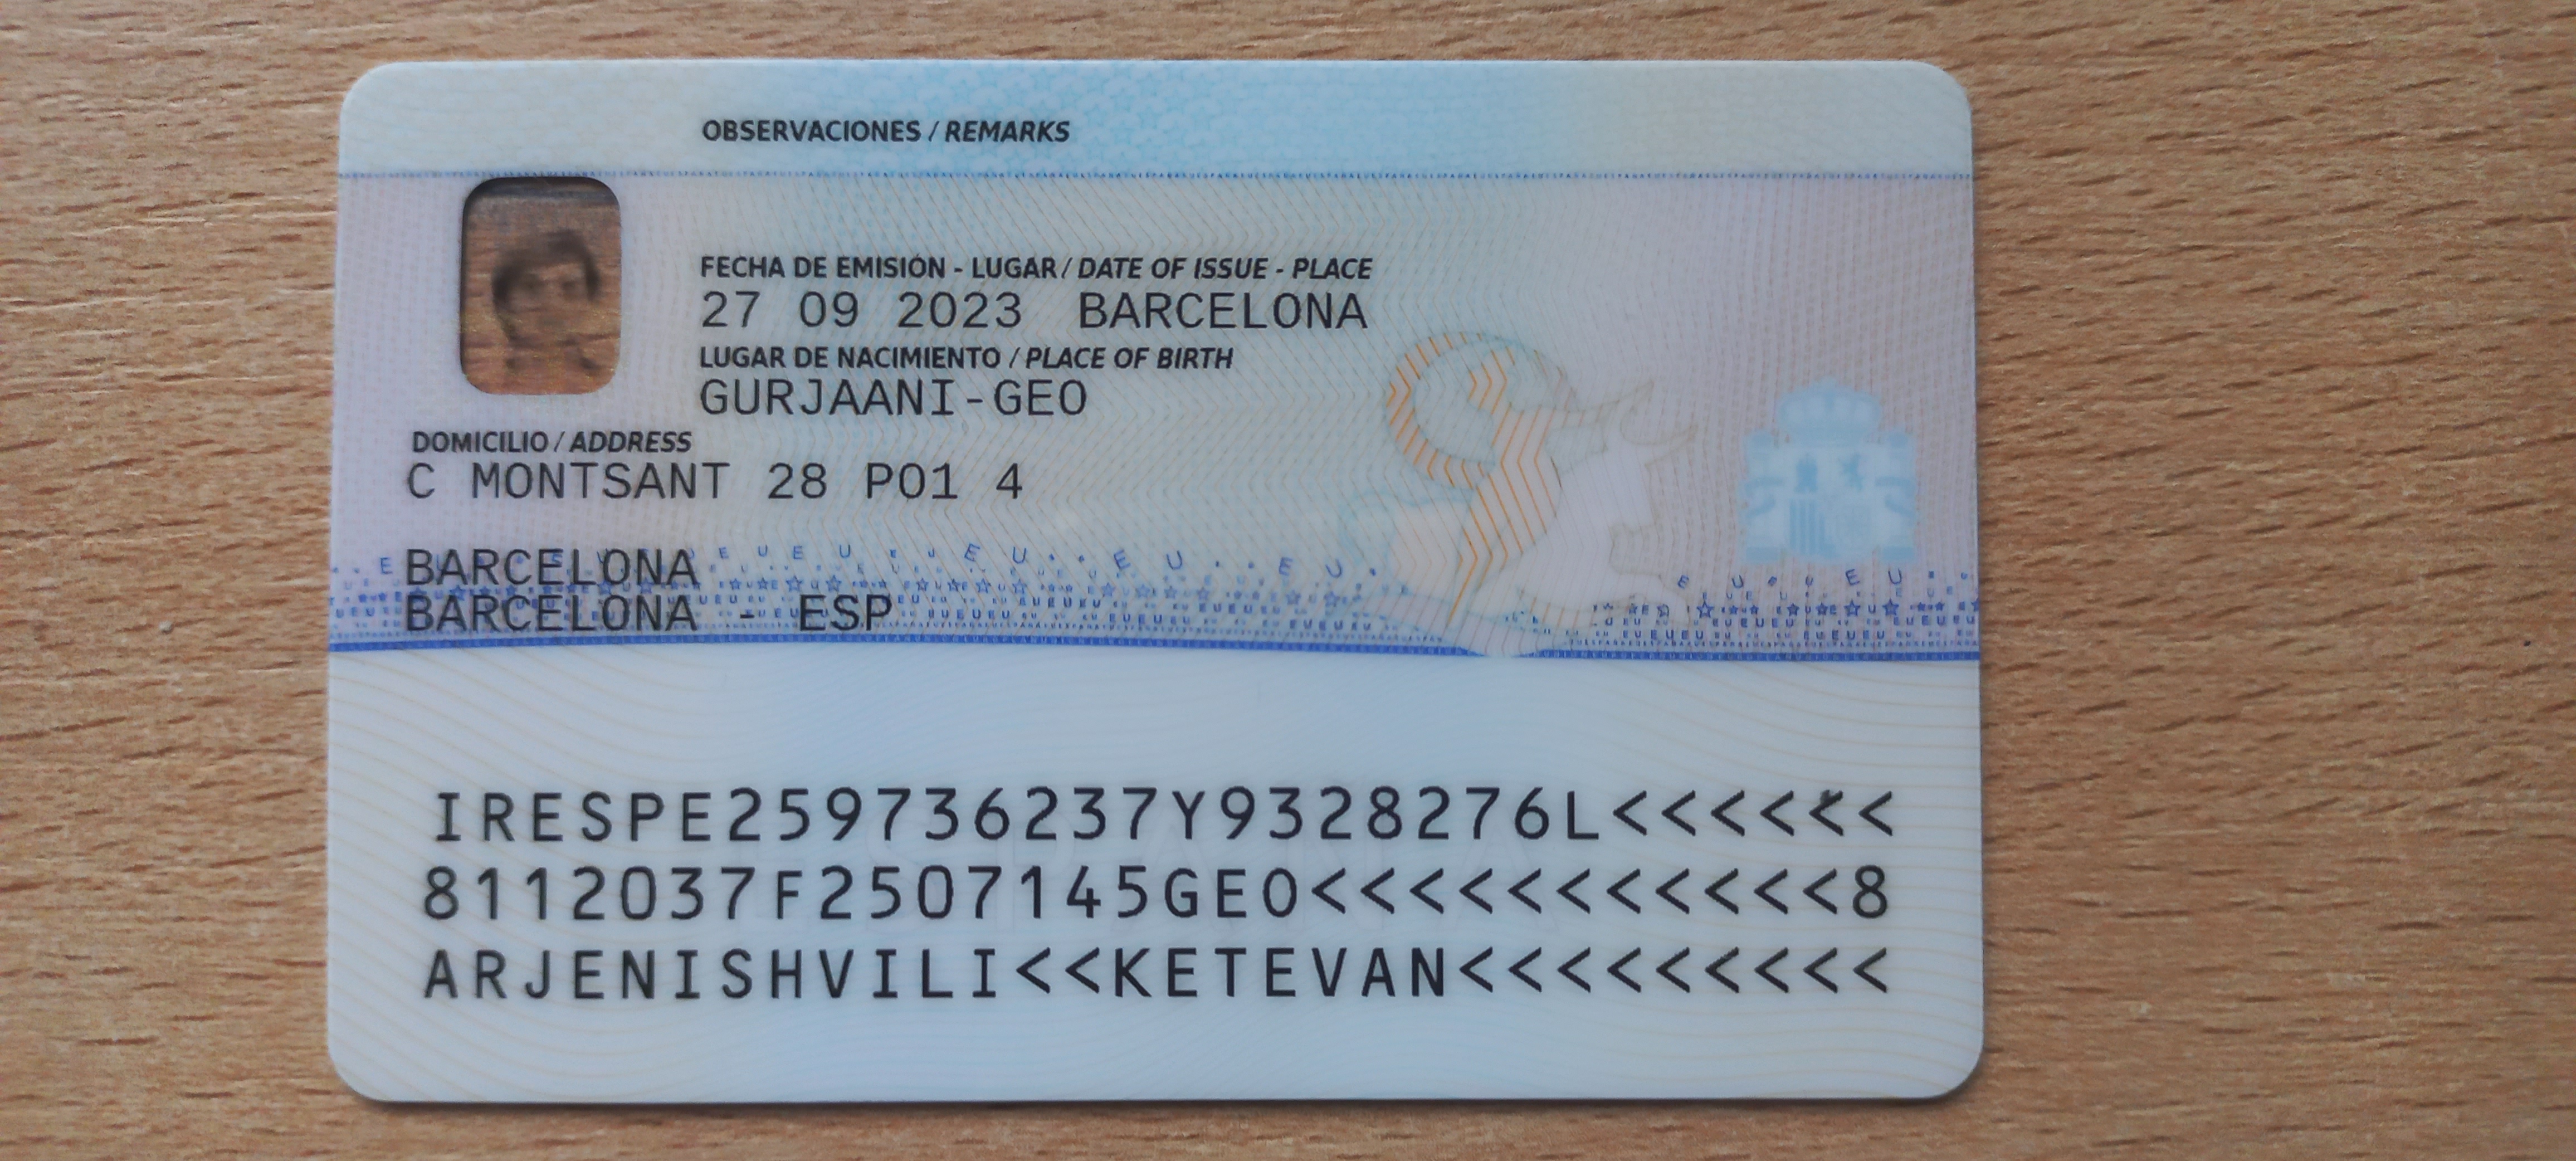 OBSERVACIONES / REMARKS
FECHA DE EMISIÓN - LUGAR / DATE OF ISSUE - PLACE
27 09 2023 BARCELONA
LUGAR DE NACIMIENTO / PLACE OF BIRTH
GURJAANI-GEO
DOMICILIO / ADDRESS
C MONTSANT 28 P01 4
BARCELONA
BARCELONA - ESP
IRESPE259736237Y9328276L<<<<<<
8112037F2507145GEO<<<<<<<<<<<8
ARJENISHVILI<<KETEVAN<<<<<<<<<